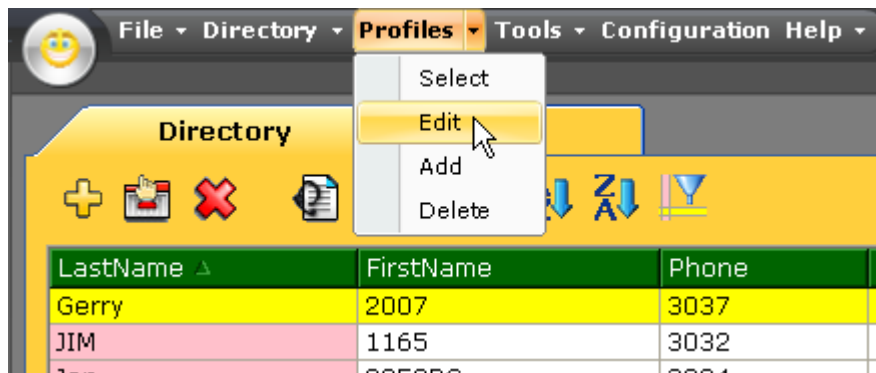 File Directory Profiles Tools Configuration Help
Select
Edit
Add
Delete
Directory
LastName FirstName Phone
Gerry 2007 3037
JIM 1165 3032